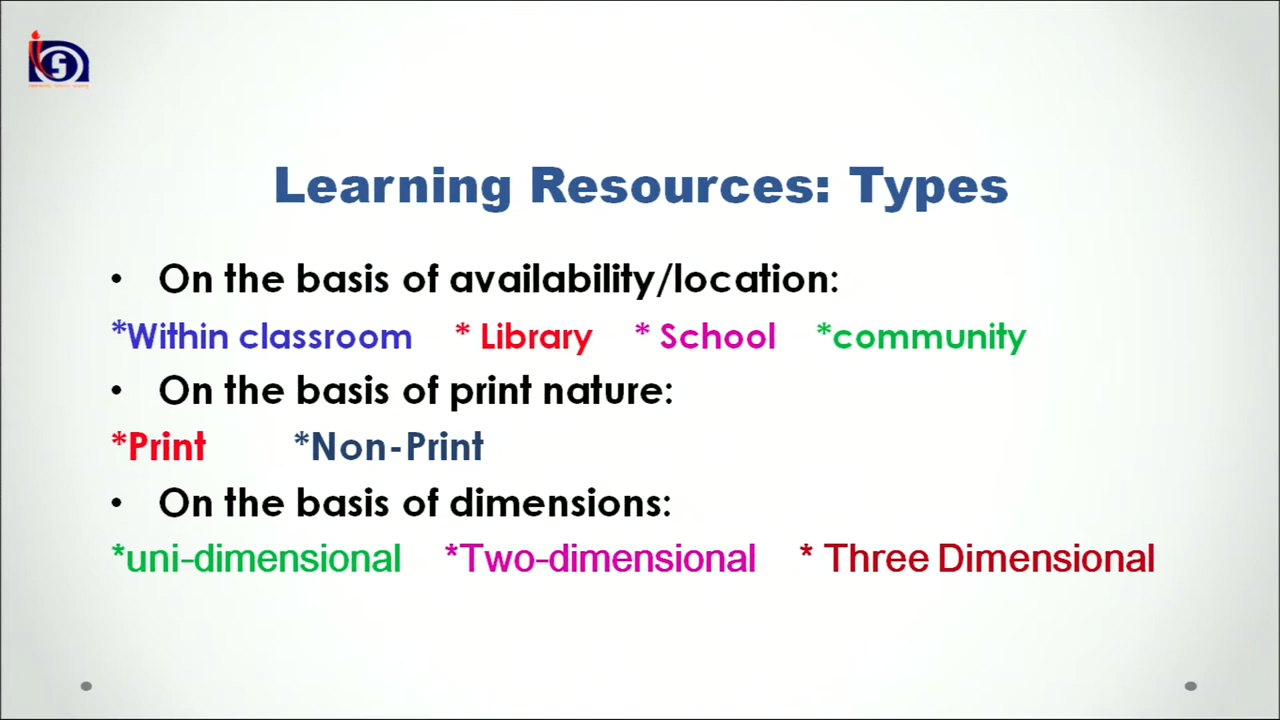 Learning Resources: Types
• On the basis of availability/location:
*Within classroom * Library * School *community
• On the basis of print nature:
*Print *Non-Print
• On the basis of dimensions:
*uni-dimensional *Two-dimensional * Three Dimensional